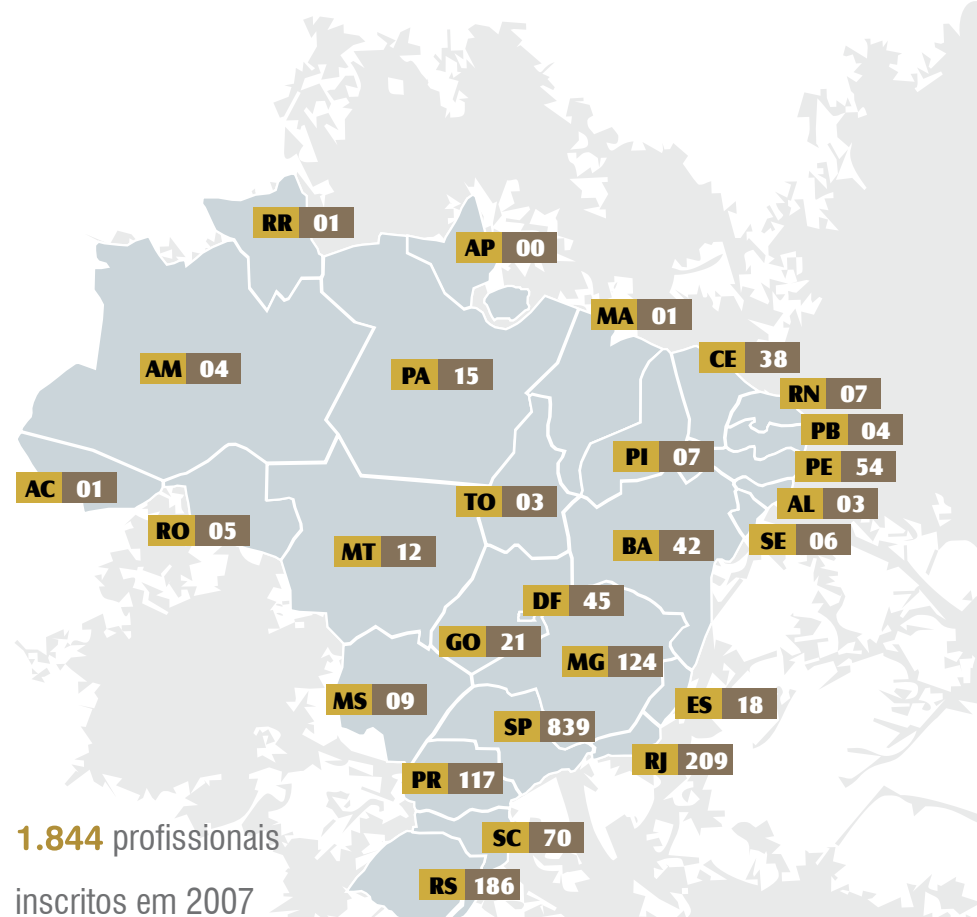 RR 01
AP 00
MA 01
CE 38
AM 04
PA 15
RN 07
PB 04
PI 07
PE 54
AC 01
TO 03
AL 03
RO 05
MT 12
BA 42
SE 06
DF 45
GO 21
MG 124
MS 09
ES 18
SP 839
RJ 209
PR 117
1.844 profissionais
SC 70
RS 186
inscritos em 2007